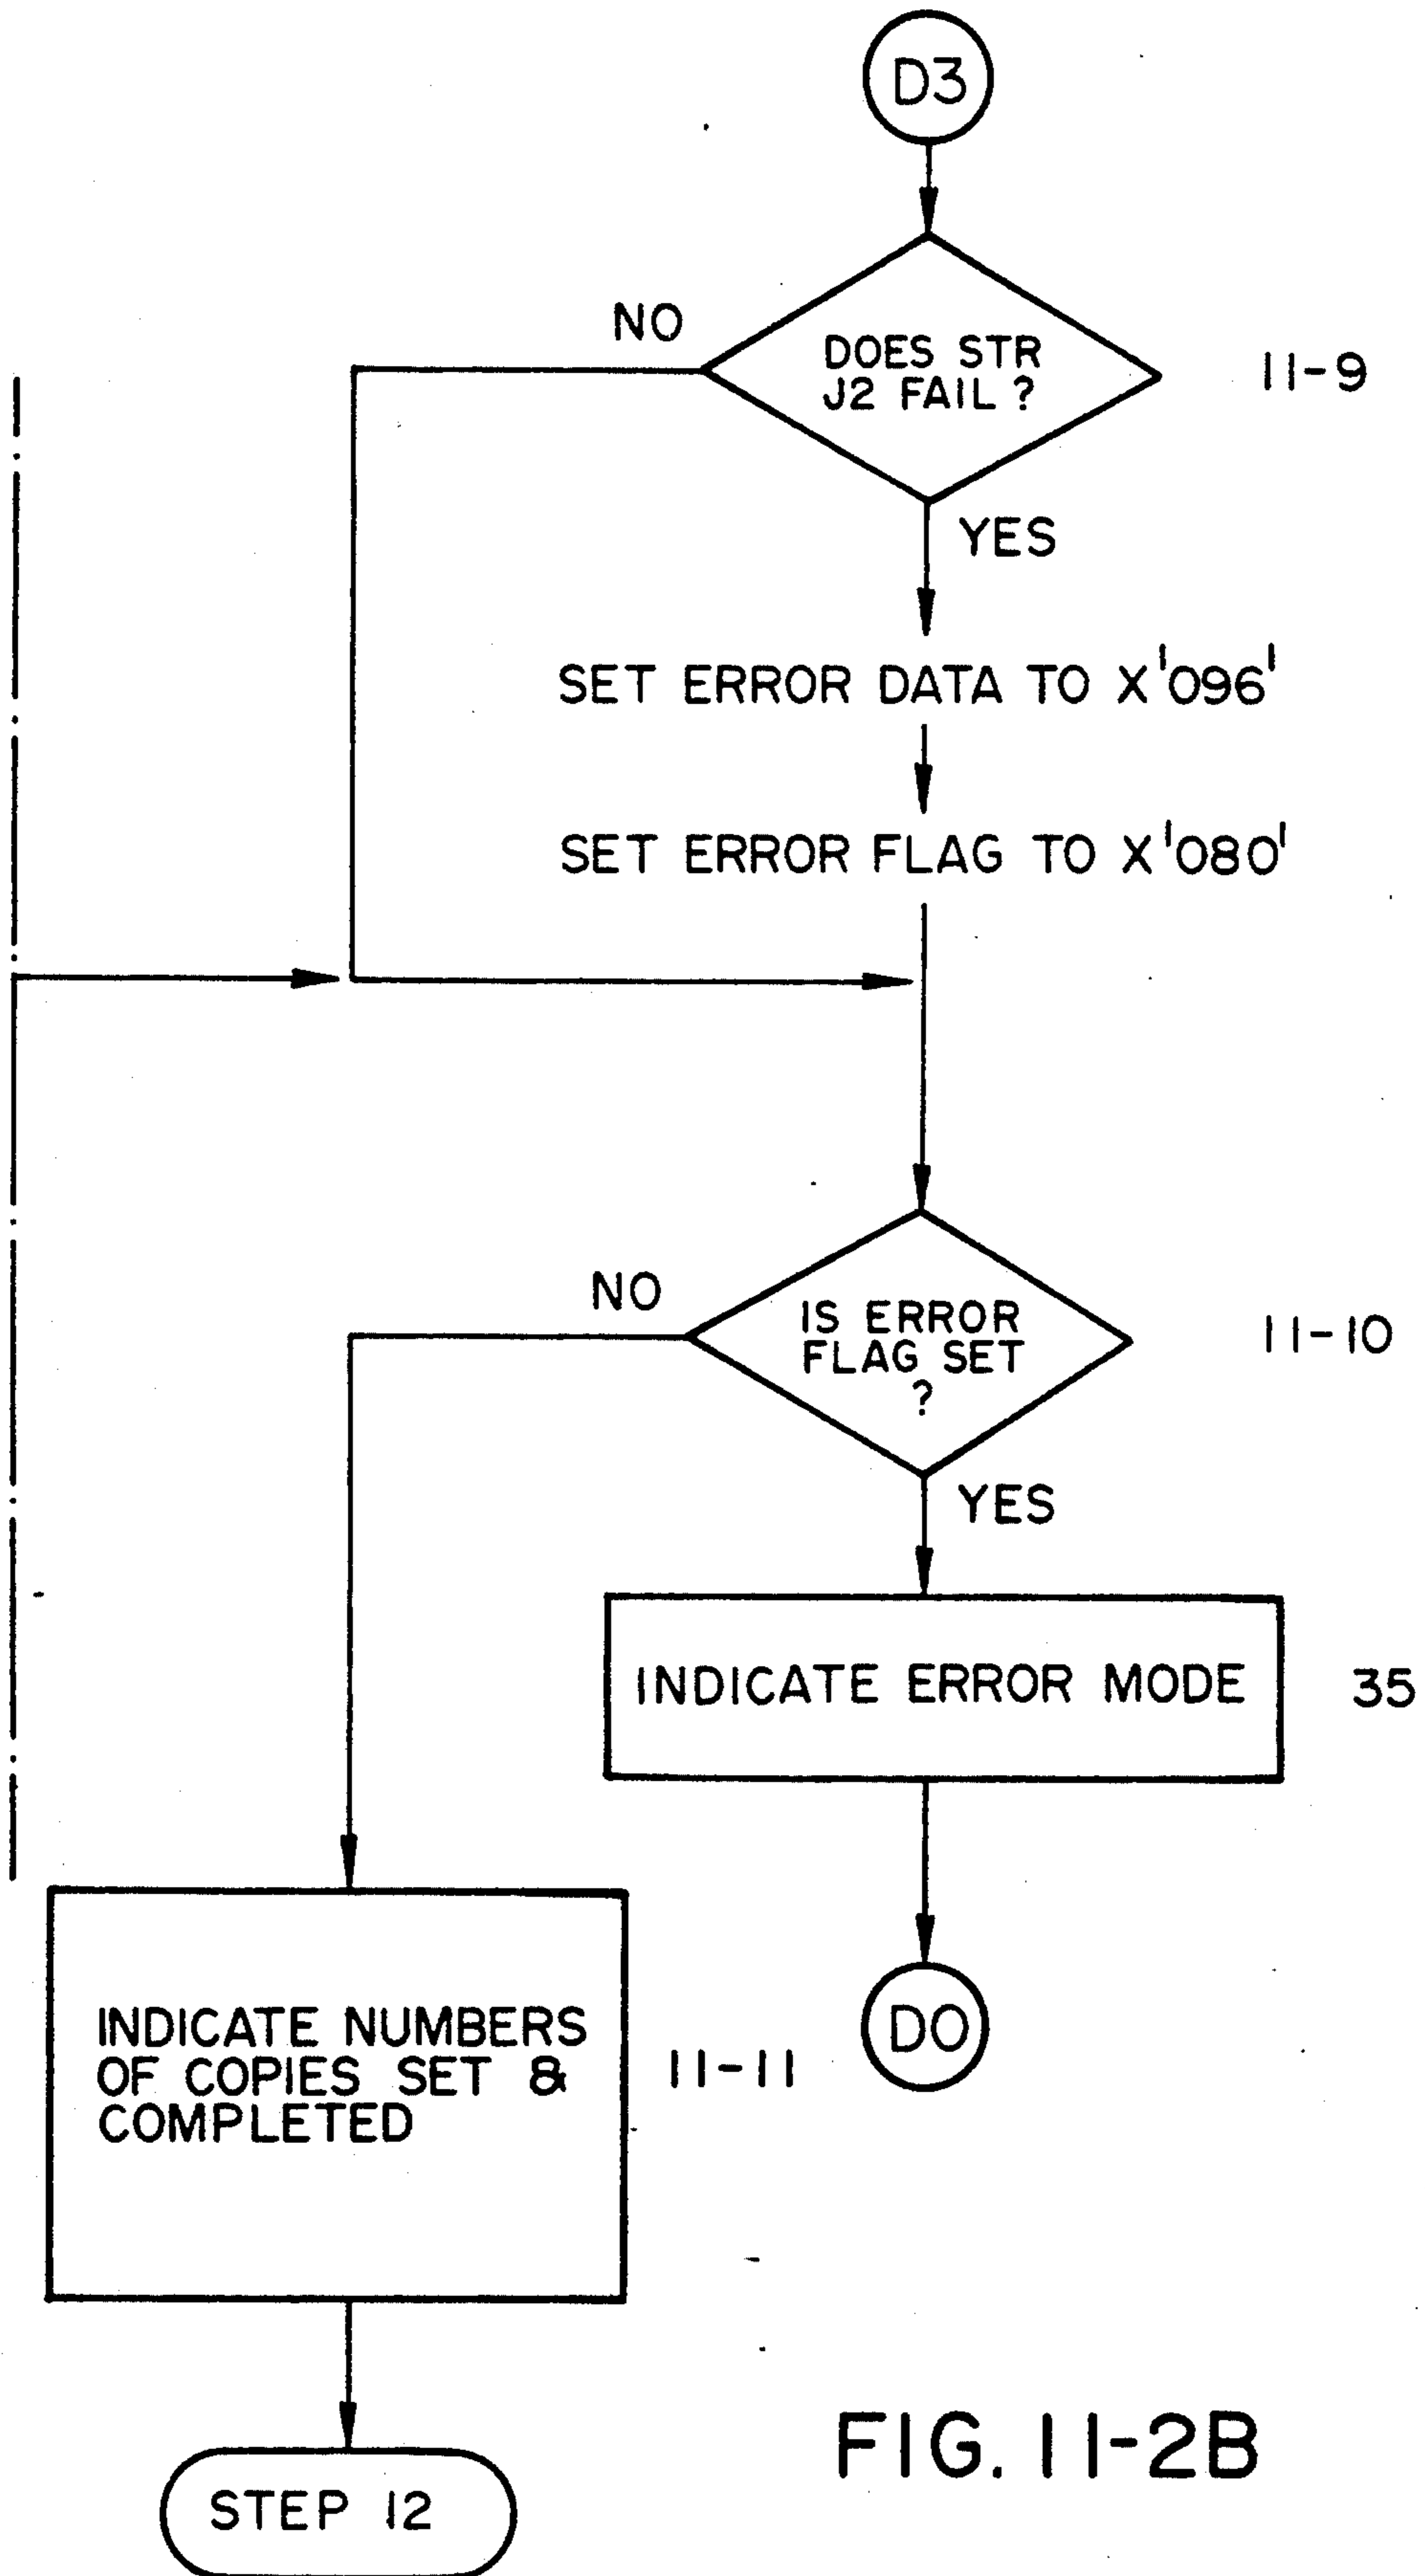 D3
NO
DOES STR
J2 FAIL ?
11-9
YES
SET ERROR DATA TO X'096'
SET ERROR FLAG TO X'080'
NO
IS ERROR
FLAG SET
?
11-10
YES
INDICATE ERROR MODE
35
INDICATE NUMBERS
OF COPIES SET &
COMPLETED
11-11
D0
STEP 12
FIG. 11-2B